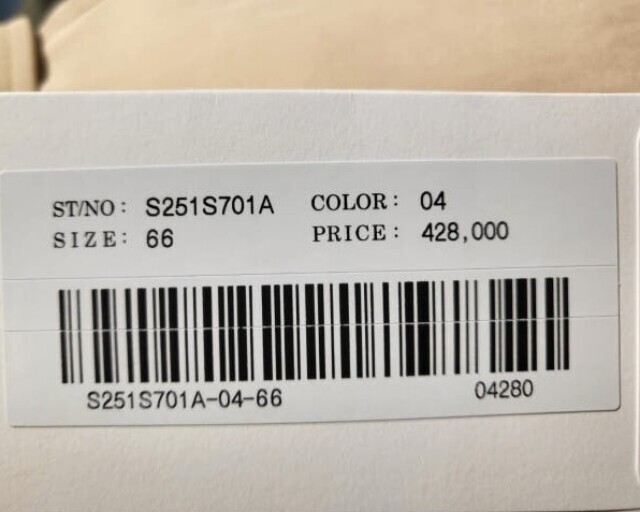 ST/NO: S251S701A COLOR: 04
SIZE: 66 PRICE: 428,000
S251S701A-04-66 04280